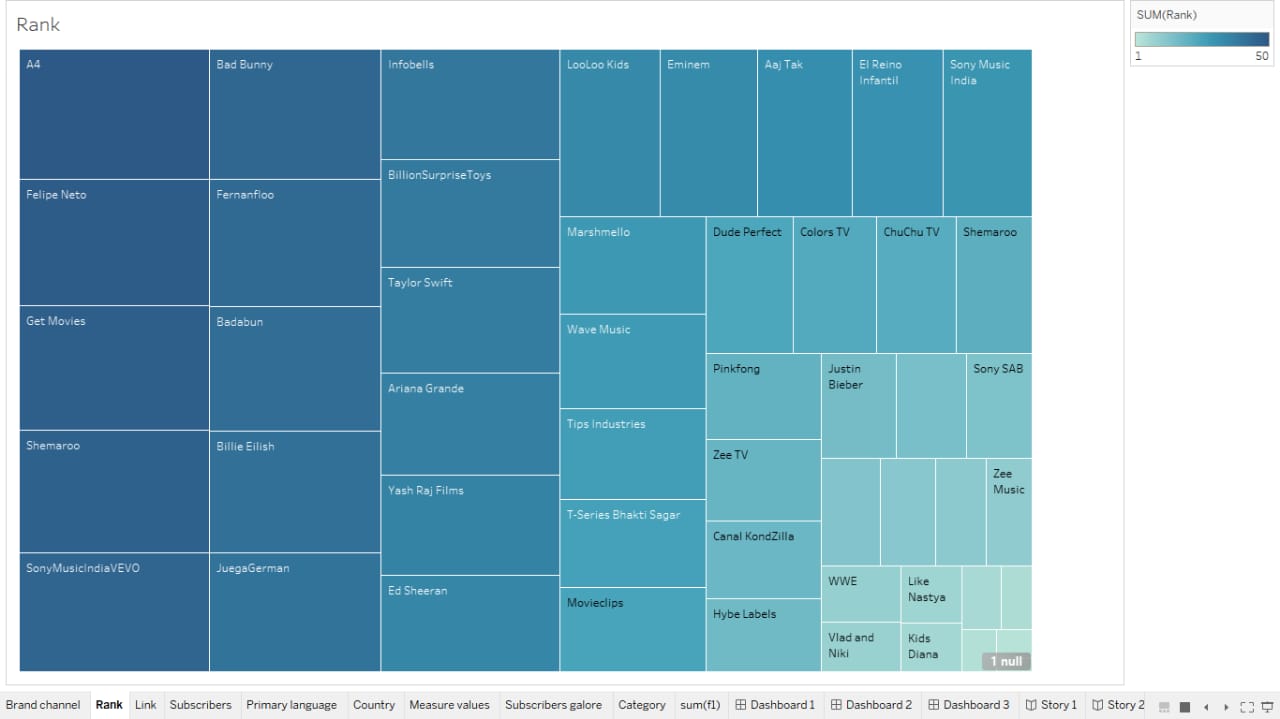 Rank
SUM(Rank)
1
50
A4
Bad Bunny
Infobells
LooLoo Kids
Eminem
Aaj Tak
El Reino
Infantil
Sony Music
India
BillionSurpriseToys
Felipe Neto
Fernanfloo
Marshmello
Dude Perfect
Colors TV
ChuChu TV
Shemaroo
Taylor Swift
Get Movies
Badabun
Wave Music
Pinkfong
Justin
Bieber
Sony SAB
Ariana Grande
Tips Industries
Shemaroo
Billie Eilish
Zee TV
Zee
Music
Yash Raj Films
T-Series Bhakti Sagar
Canal KondZilla
SonyMusicIndiaVEVO
JuegaGerman
Ed Sheeran
Movieclips
Hybe Labels
WWE
Like
Nastya
Vlad and
Niki
Kids
Diana
1 null
Brand channel
Rank
Link
Subscribers
Primary language
Country
Measure values
Subscribers galore
Category
sum(f1)
Dashboard 1
Dashboard 2
Dashboard 3
Story 1
Story 2